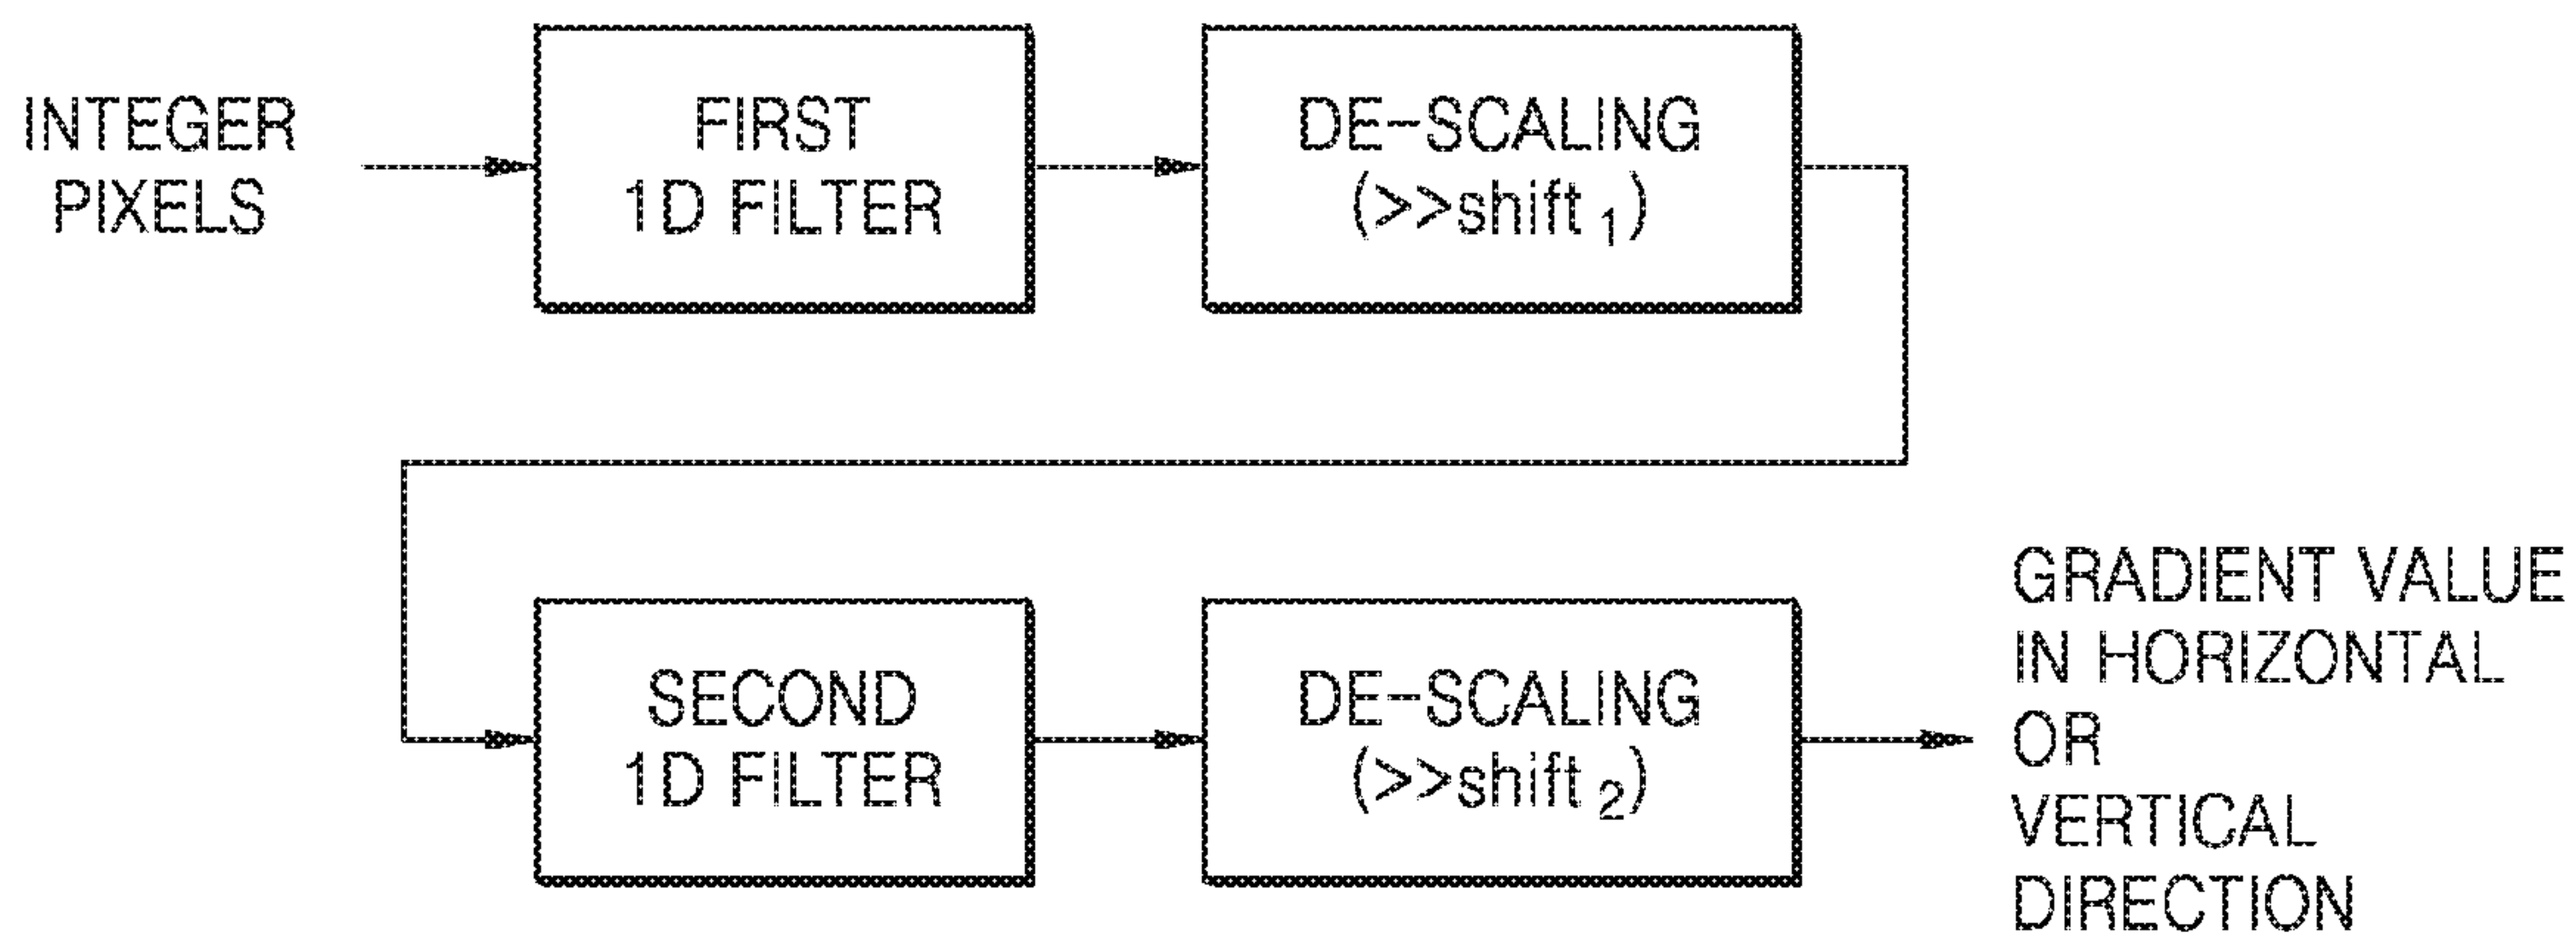 INTEGER
PIXELS
FIRST
1D FILTER
DE-SCALING
(>>shift 1)
SECOND
1D FILTER
DE-SCALING
(>>shift 2)
GRADIENT VALUE
IN HORIZONTAL
OR
VERTICAL
DIRECTION